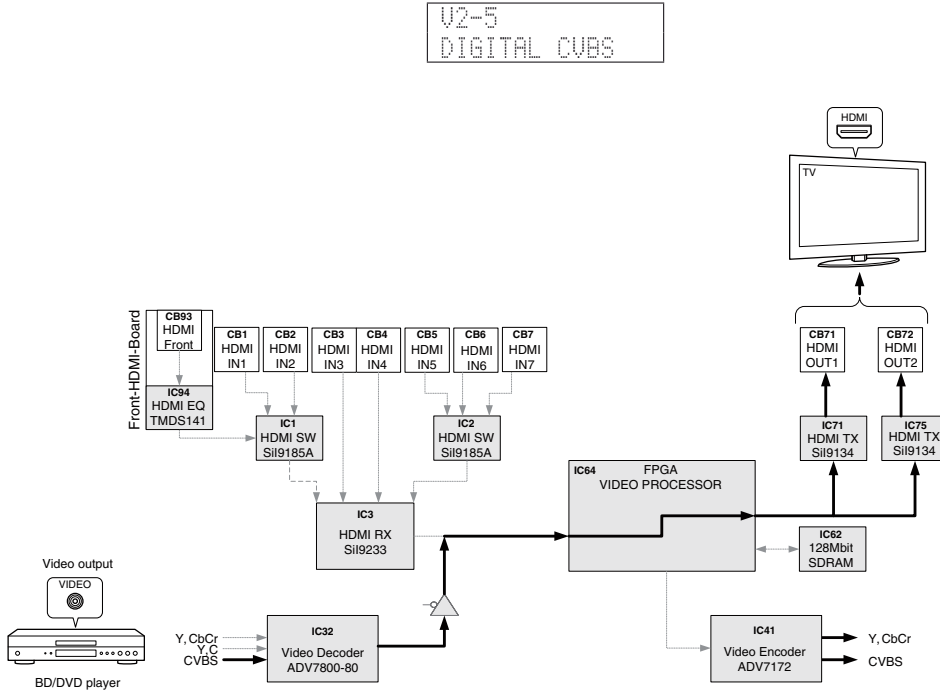 V2-5
DIGITAL CVBS
HDMI
TV
Front-HDMI-Board
CB93
HDMI
Front
IC94
HDMI EQ
TMDS141
CB1
HDMI
IN1
CB2
HDMI
IN2
CB3
HDMI
IN3
CB4
HDMI
IN4
CB5
HDMI
IN5
CB6
HDMI
IN6
CB7
HDMI
IN7
CB71
HDMI
OUT1
CB72
HDMI
OUT2
IC1
HDMI SW
SiI9185A
IC2
HDMI SW
SiI9185A
IC71
HDMI TX
SiI9134
IC75
HDMI TX
SiI9134
IC3
HDMI RX
SiI9233
IC64
FPGA
VIDEO PROCESSOR
IC62
128Mbit
SDRAM
Video output
VIDEO
BD/DVD player
Y, CbCr
Y,C
CVBS
IC32
Video Decoder
ADV7800-80
IC41
Video Encoder
ADV7172
Y, CbCr
CVBS